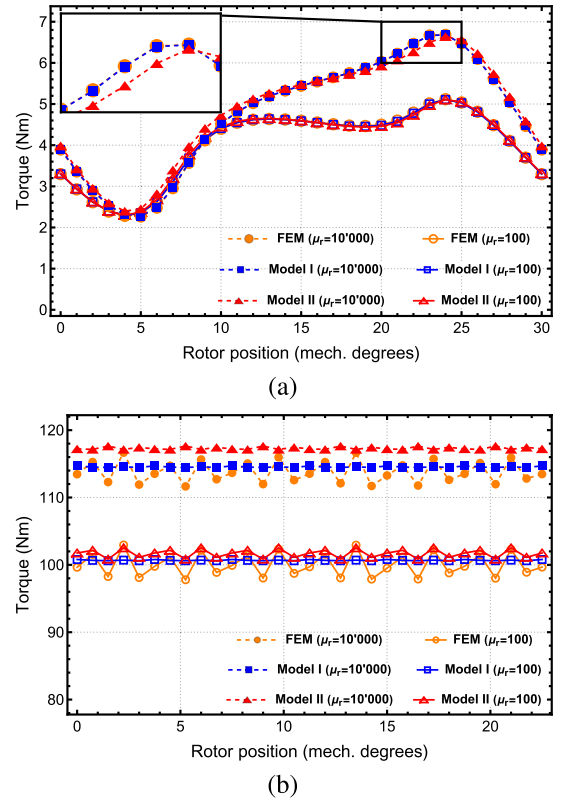 7
6
5
4
3
2
1
0
Torque (Nm)
FEM (μr=10'000) FEM (μr=100)
Model I (μr=10'000) Model I (μr=100)
Model II (μr=10'000) Model II (μr=100)
0 5 10 15 20 25 30
Rotor position (mech. degrees)
(a)
120
110
100
90
80
Torque (Nm)
FEM (μr=10'000) FEM (μr=100)
Model I (μr=10'000) Model I (μr=100)
Model II (μr=10'000) Model II (μr=100)
0 5 10 15 20
Rotor position (mech. degrees)
(b)